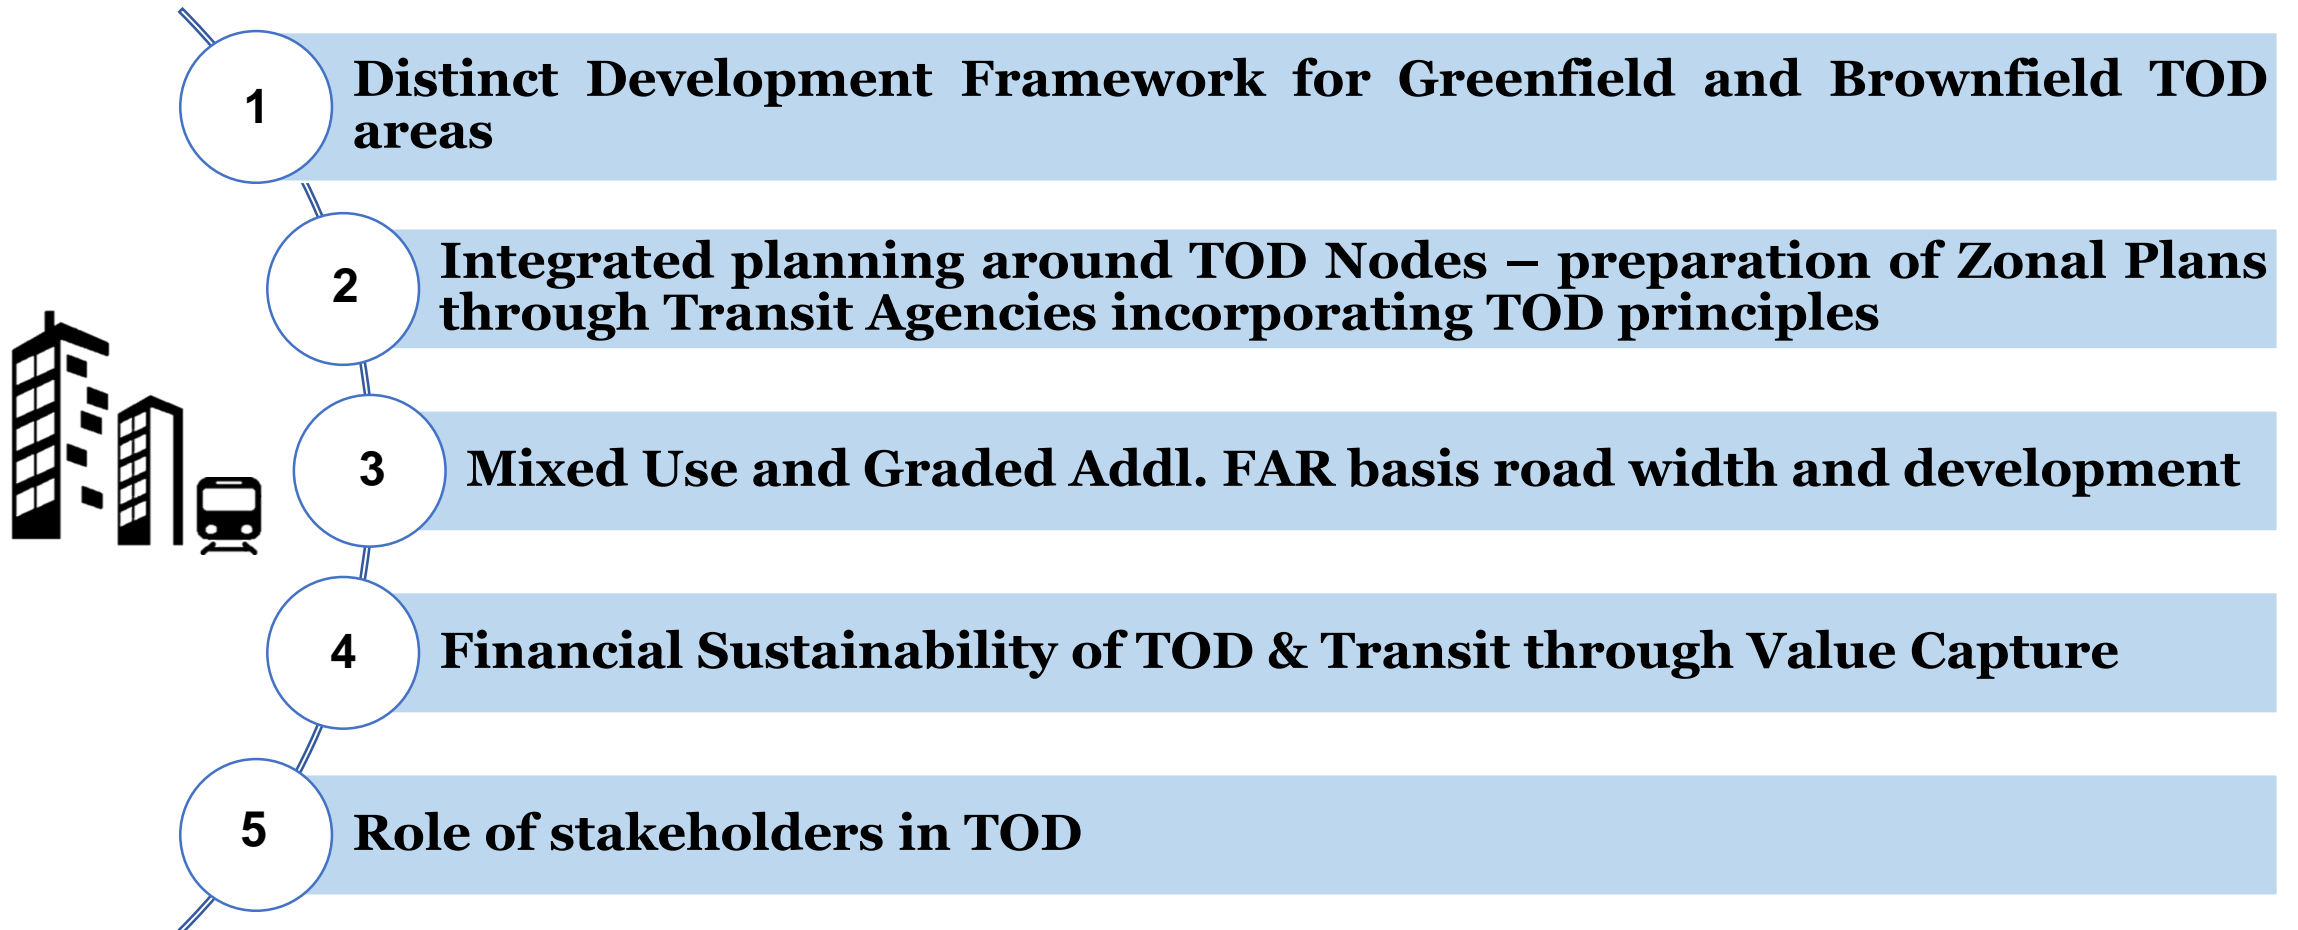 1
Distinct Development Framework for Greenfield and Brownfield TOD
areas
2
Integrated planning around TOD Nodes – preparation of Zonal Plans
through Transit Agencies incorporating TOD principles
3
Mixed Use and Graded Addl. FAR basis road width and development
4
Financial Sustainability of TOD & Transit through Value Capture
5
Role of stakeholders in TOD